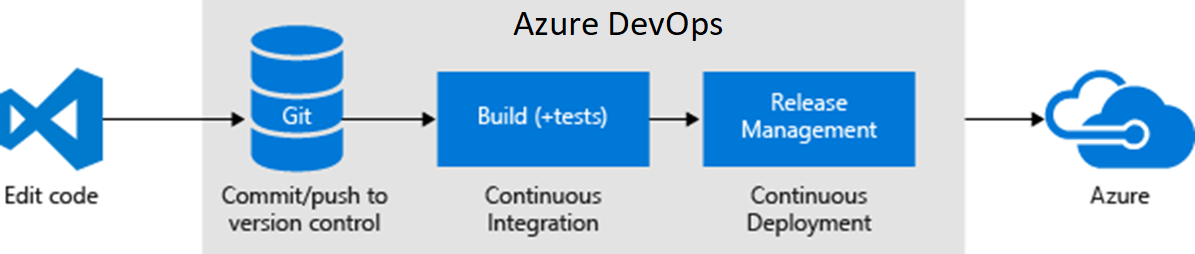 Azure DevOps
Git
Build (+tests)
Release
Management
Edit code
Commit/push to
version control
Continuous
Integration
Continuous
Deployment
Azure